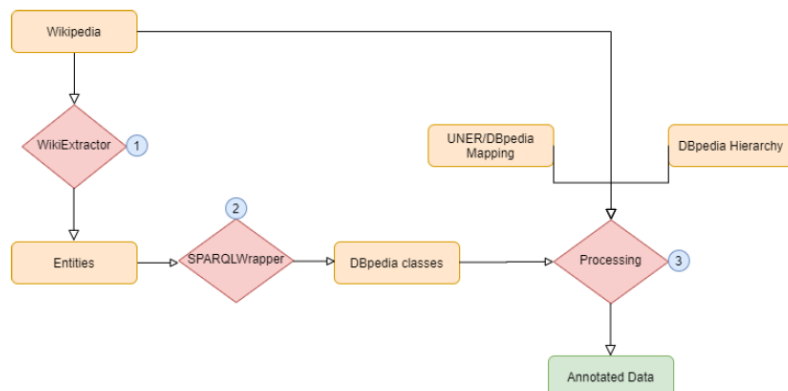 Wikipedia
WikiExtractor
1
UNER/DBpedia
Mapping
DBpedia Hierarchy
2
Entities
SPARQLWrapper
DBpedia classes
Processing
3
Annotated Data